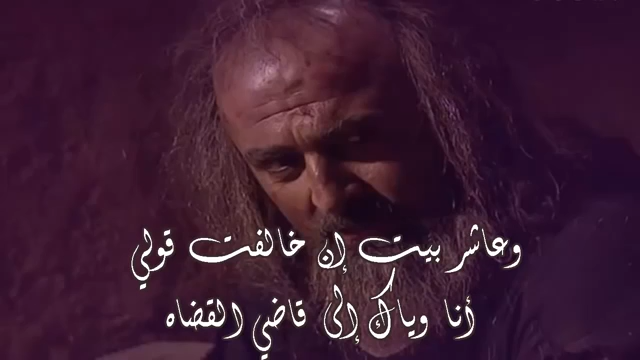 وعاشر بيت إن خالفت قولي
أنا وياك إلى قاضي القضاه